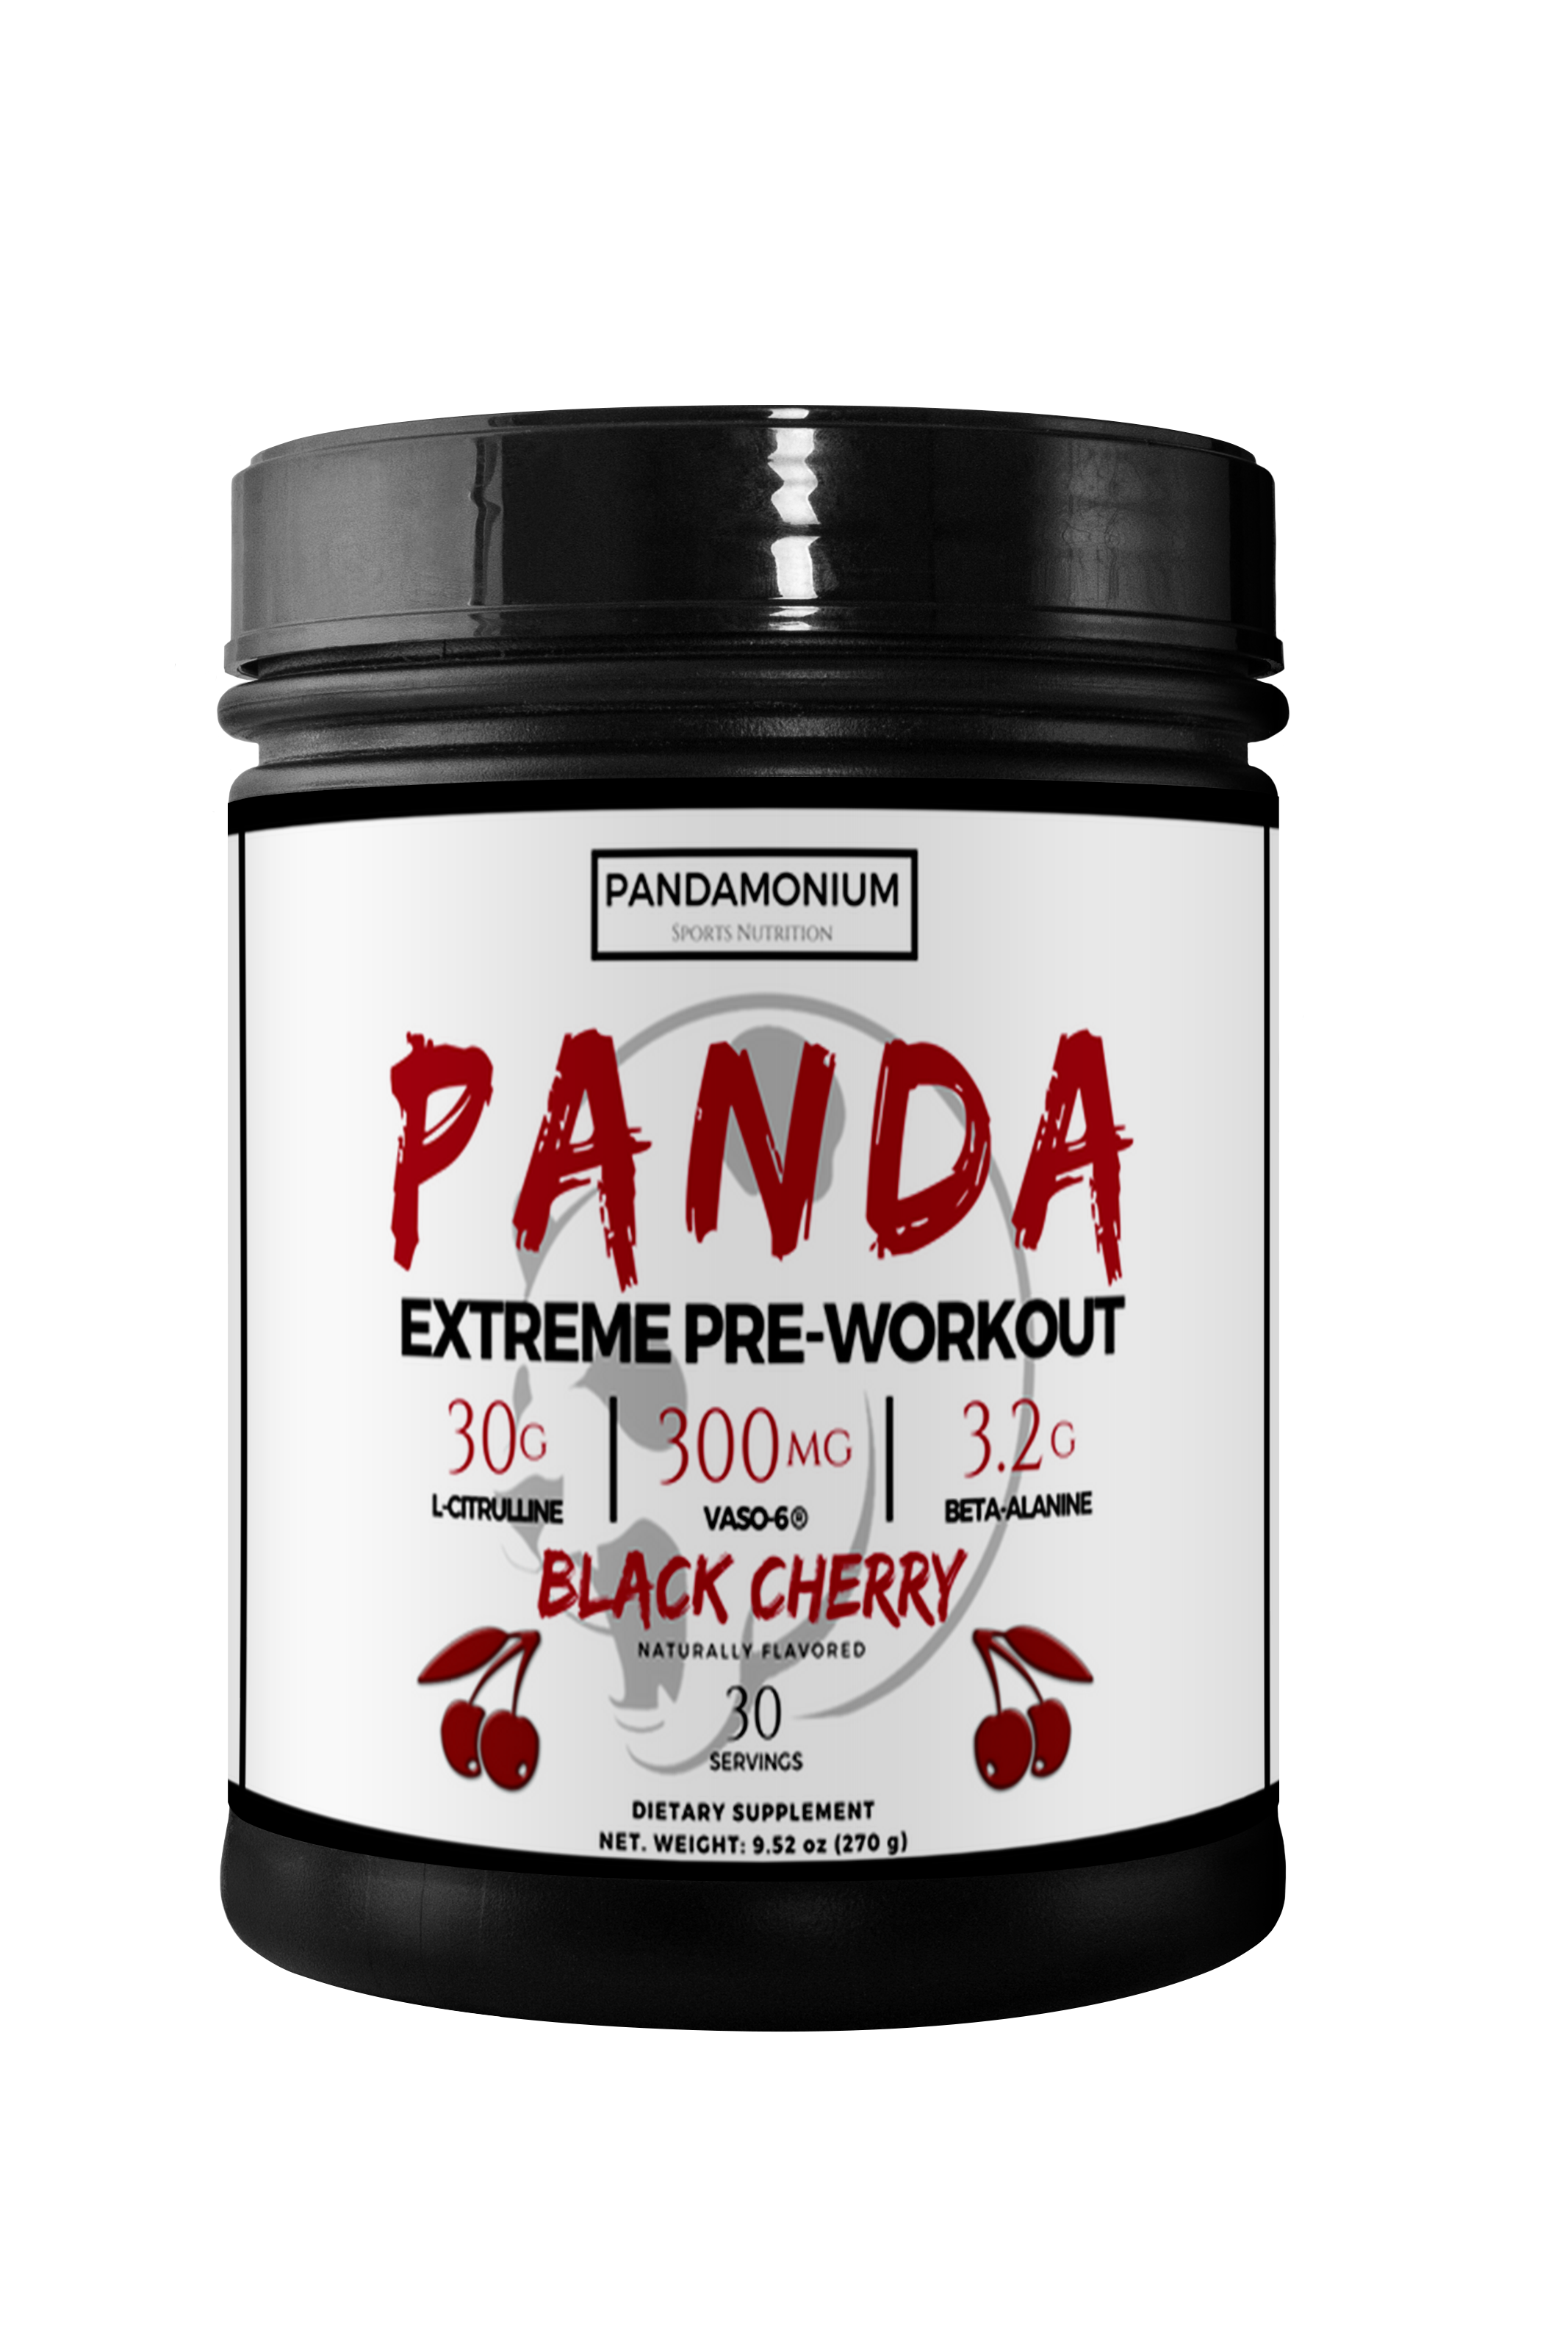 PANDAMONIUM
SPORTS NUTRITION
PANDA
EXTREME PRE-WORKOUT
30G | 300MG | 3.2G
L-CITRULLINE VASO-6® BETA-ALANINE
BLACK CHERRY
NATURALLY FLAVORED
30
SERVINGS
DIETARY SUPPLEMENT
NET. WEIGHT: 9.52 oz (270 g)